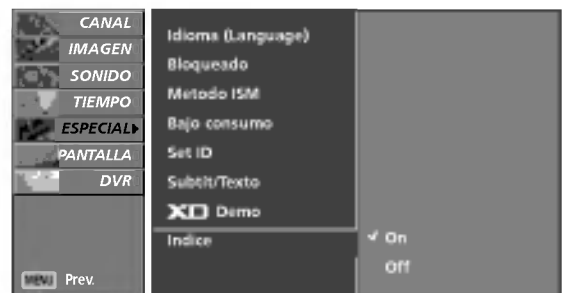 CANAL
IMAGEN
SONIDO
TIEMPO
ESPECIAL
PANTALLA
DVR
MENU Prev.
Idioma (Language)
Bloqueado
Metodo ISM
Bajo consumo
Set ID
Subtit/Texto
XD Demo
Indice
On
Off